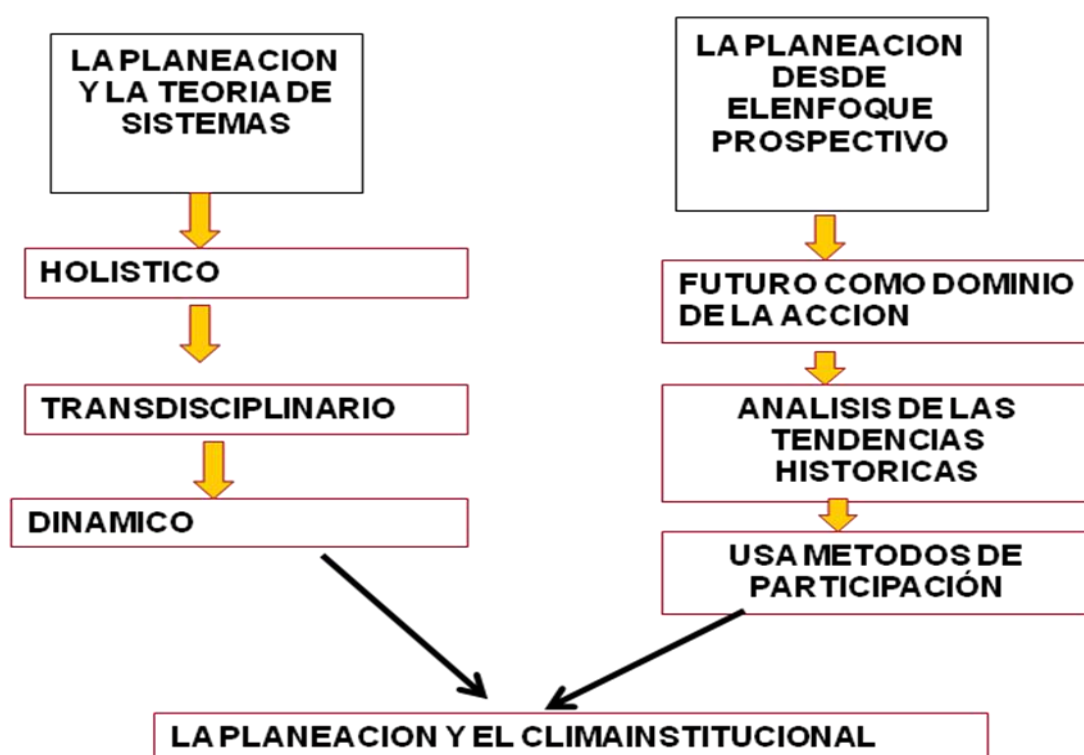 LA PLANEACION
Y LA TEORIA DE
SISTEMAS
HOLISTICO
TRANSDISCIPLINARIO
DINAMICO
LA PLANEACION
DESDE
ELENFOQUE
PROSPECTIVO
FUTURO COMO DOMINIO
DE LA ACCION
ANALISIS DE LAS
TENDENCIAS
HISTORICAS
USA METODOS DE
PARTICIPACIÓN
LA PLANEACION Y EL CLIMAINSTITUCIONAL